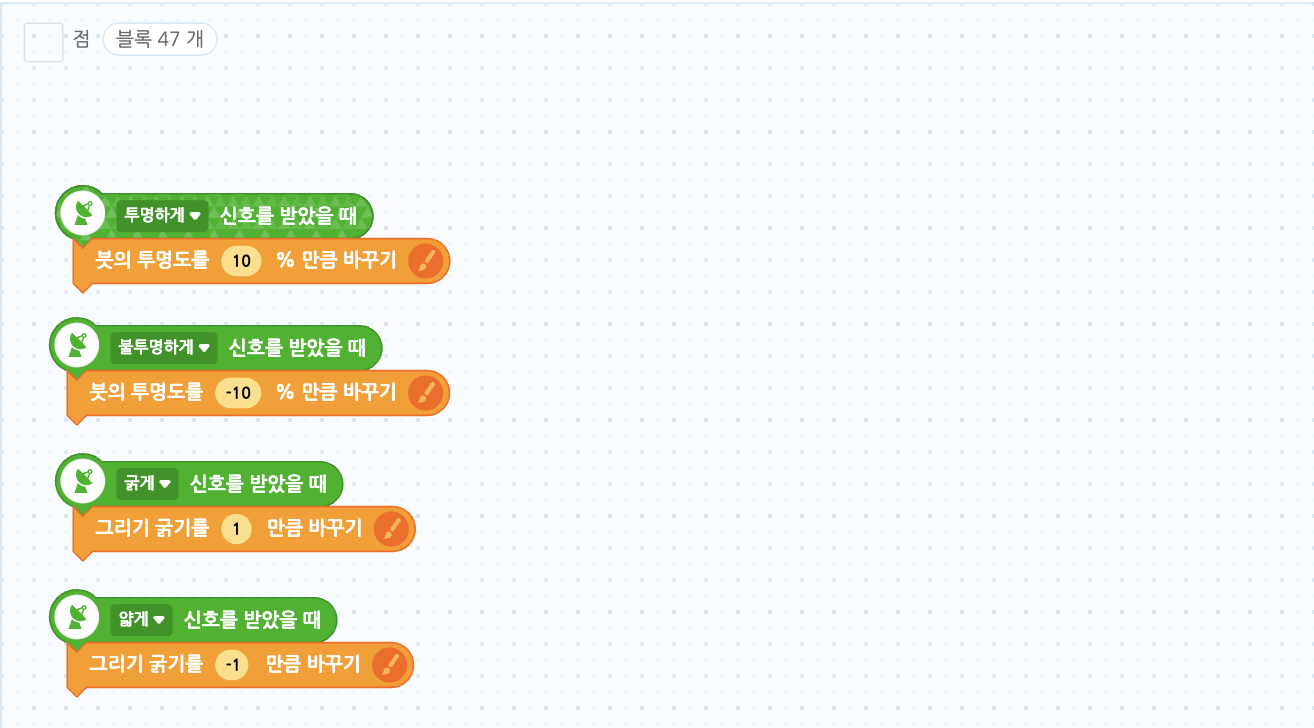 점 블록 47 개
투명하게 신호를 받았을 때
붓의 투명도를 10 % 만큼 바꾸기
불투명하게 신호를 받았을 때
붓의 투명도를 -10 % 만큼 바꾸기
굵게 신호를 받았을 때
그리기 굵기를 1 만큼 바꾸기
얇게 신호를 받았을 때
그리기 굵기를 -1 만큼 바꾸기